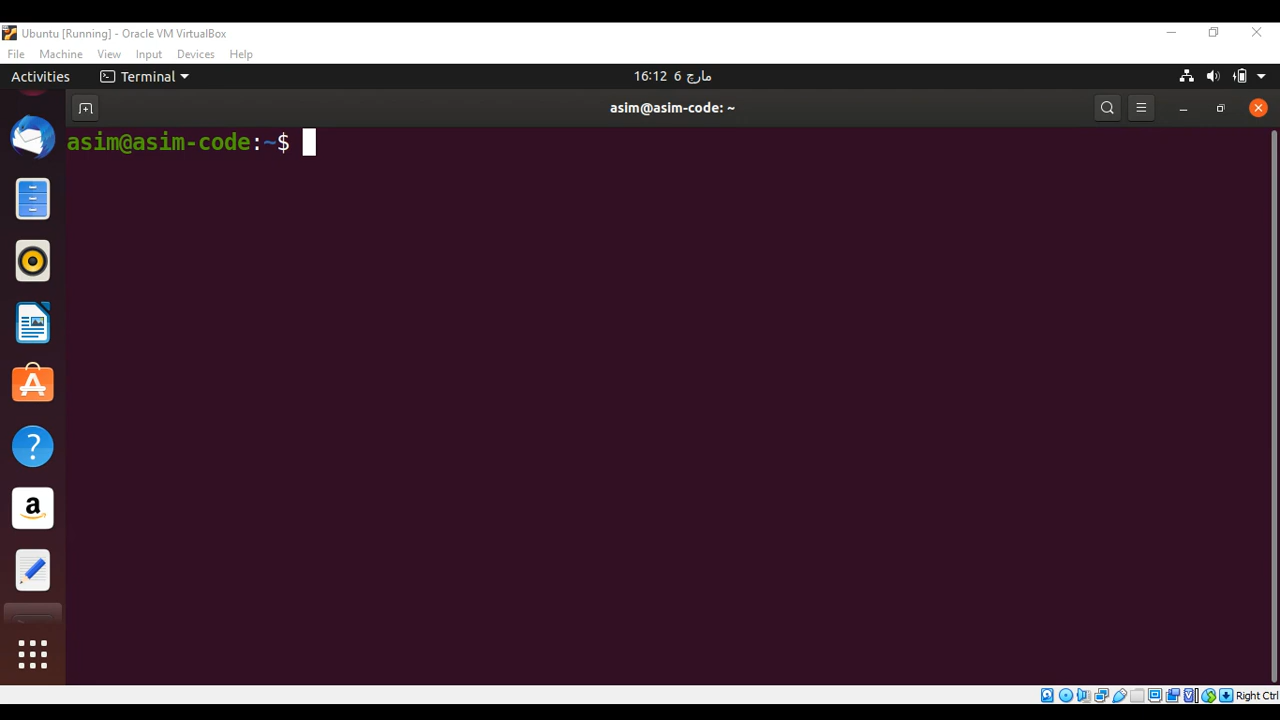 Ubuntu [Running] - Oracle VM VirtualBox
File Machine View Input Devices Help
Activities Terminal 16:12 6 مارچ
asim@asim-code: ~
asim@asim-code:~$
?
a
Right Ctrl